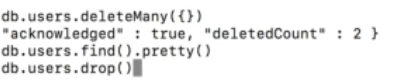 db.users.deleteMany({})
"acknowledged" : true, "deletedCount" : 2 }
db.users.find().pretty()
db.users.drop()